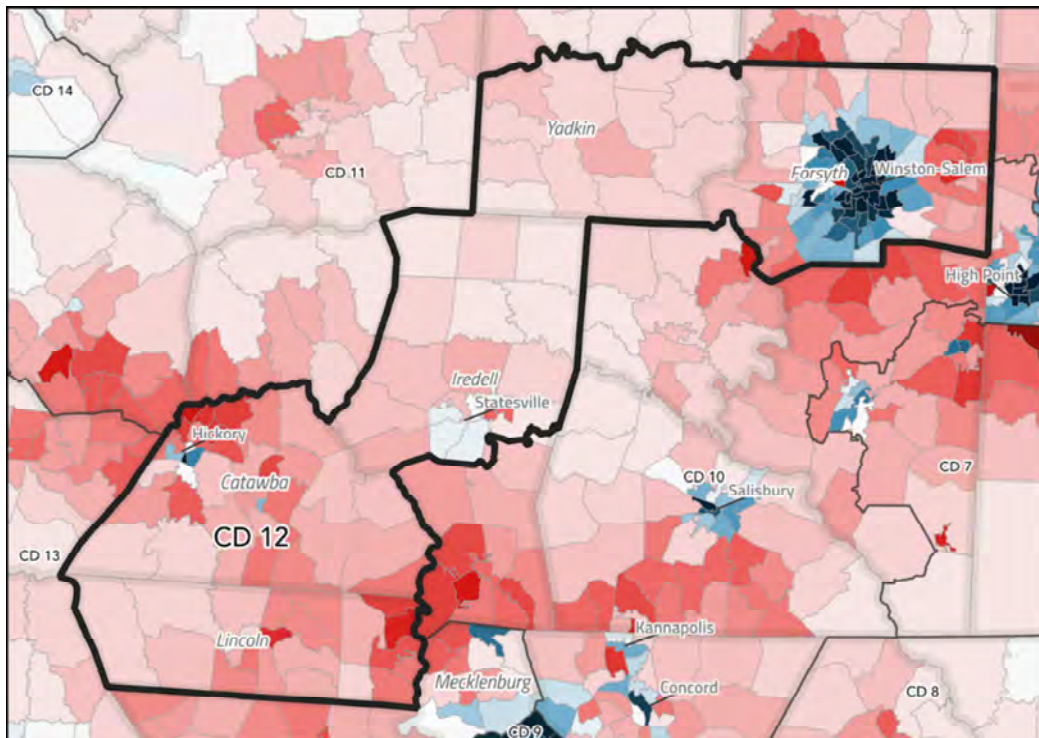 CD 14
Yadkin
CD 11
Forsyth
Winston-Salem
High Point
Iredell
Statesville
Hickory
Catawba
CD 10
Salisbury
CD 7
CD 12
CD 13
Lincoln
Kannapolis
Mecklenburg
Concord
CD 8
CD 9